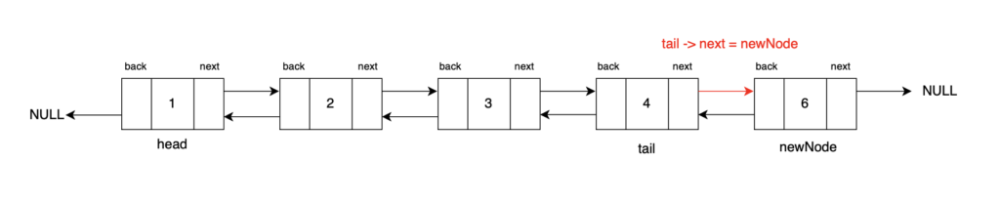 tail -> next = newNode
back next back next back next back next back next
NULL 1 2 3 4 6 NULL
head tail newNode